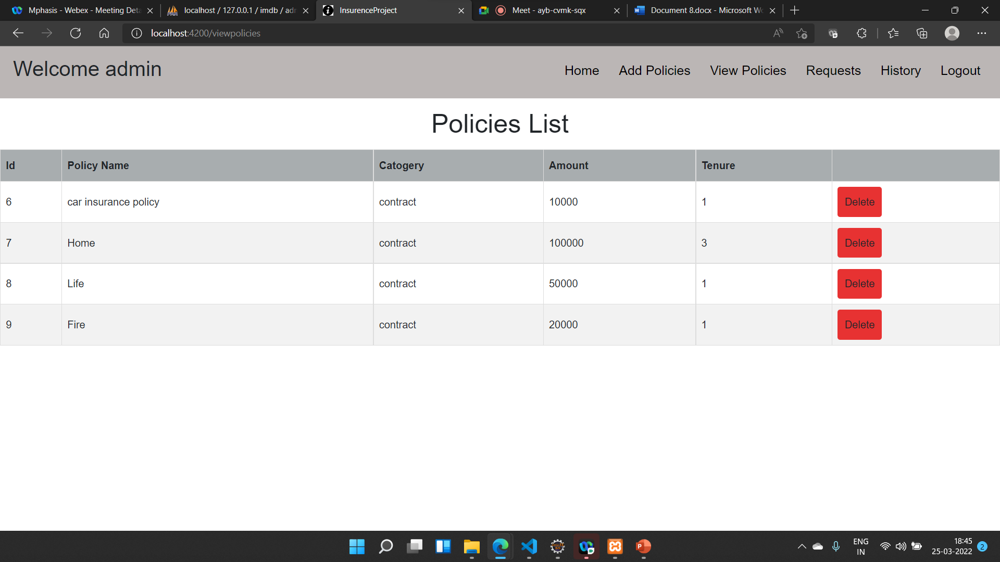 Mphasis - Webex - Meeting Deta
localhost / 127.0.0.1 / imdb / adm
InsurenceProject
Meet - ayb-cvmk-sqx
Document 8.docx - Microsoft Wo
localhost:4200/viewpolicies
Welcome admin
Home Add Policies View Policies Requests History Logout
Policies List
Id Policy Name Catogery Amount Tenure
6 car insurance policy contract 10000 1 Delete
7 Home contract 100000 3 Delete
8 Life contract 50000 1 Delete
9 Fire contract 20000 1 Delete
ENG
IN
18:45
25-03-2022
2